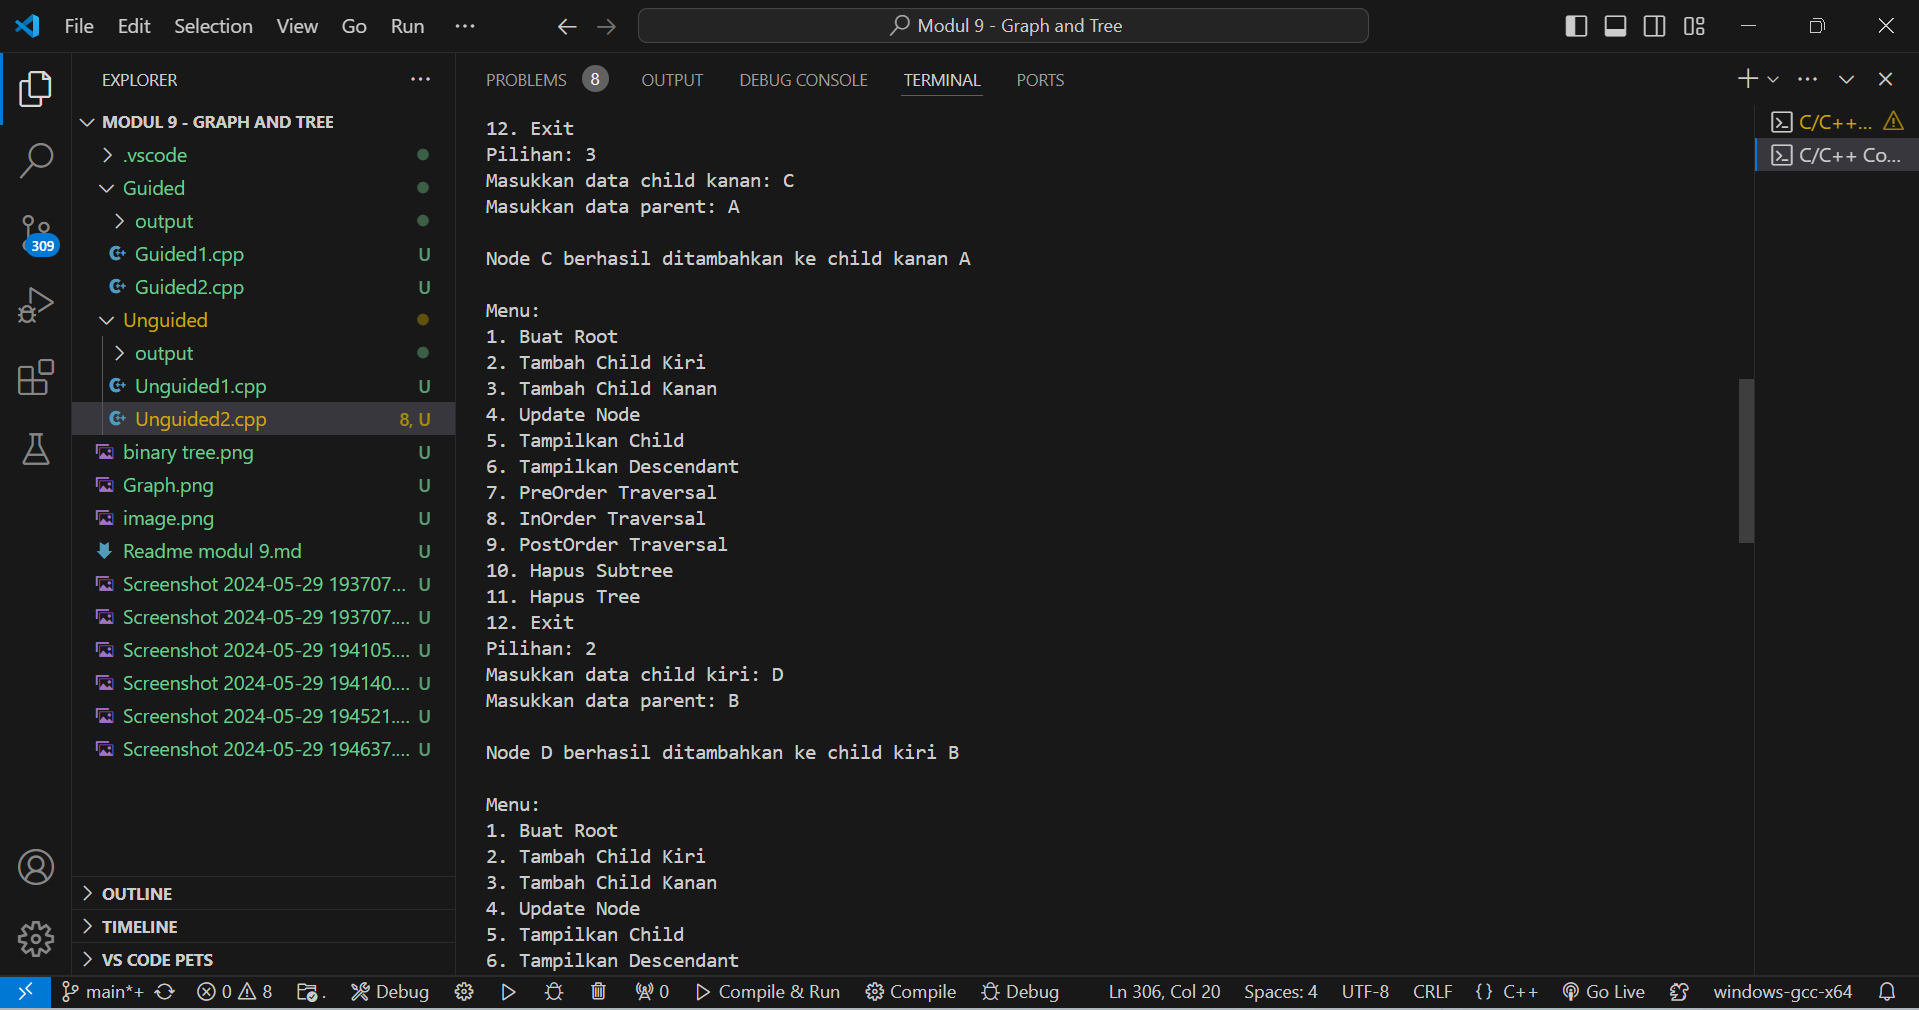 File Edit Selection View Go Run ···
Modul 9 - Graph and Tree
EXPLORER ···
MODUL 9 - GRAPH AND TREE
.vscode
Guided
output
Guided1.cpp U
Guided2.cpp U
Unguided
output
Unguided1.cpp U
Unguided2.cpp 8, U
binary tree.png U
Graph.png U
image.png U
Readme modul 9.md U
Screenshot 2024-05-29 193707... U
Screenshot 2024-05-29 193707.... U
Screenshot 2024-05-29 194105.... U
Screenshot 2024-05-29 194140.... U
Screenshot 2024-05-29 194521.... U
Screenshot 2024-05-29 194637.... U
OUTLINE
TIMELINE
VS CODE PETS
309
PROBLEMS 8 OUTPUT DEBUG CONSOLE TERMINAL PORTS
12. Exit
Pilihan: 3
Masukkan data child kanan: C
Masukkan data parent: A
Node C berhasil ditambahkan ke child kanan A
Menu:
1. Buat Root
2. Tambah Child Kiri
3. Tambah Child Kanan
4. Update Node
5. Tampilkan Child
6. Tampilkan Descendant
7. PreOrder Traversal
8. InOrder Traversal
9. PostOrder Traversal
10. Hapus Subtree
11. Hapus Tree
12. Exit
Pilihan: 2
Masukkan data child kiri: D
Masukkan data parent: B
Node D berhasil ditambahkan ke child kiri B
Menu:
1. Buat Root
2. Tambah Child Kiri
3. Tambah Child Kanan
4. Update Node
5. Tampilkan Child
6. Tampilkan Descendant
C/C++...
C/C++ Co...
main*+ 0 8 . Debug 0 Compile & Run Compile Debug Ln 306, Col 20 Spaces: 4 UTF-8 CRLF {} C++ Go Live windows-gcc-x64